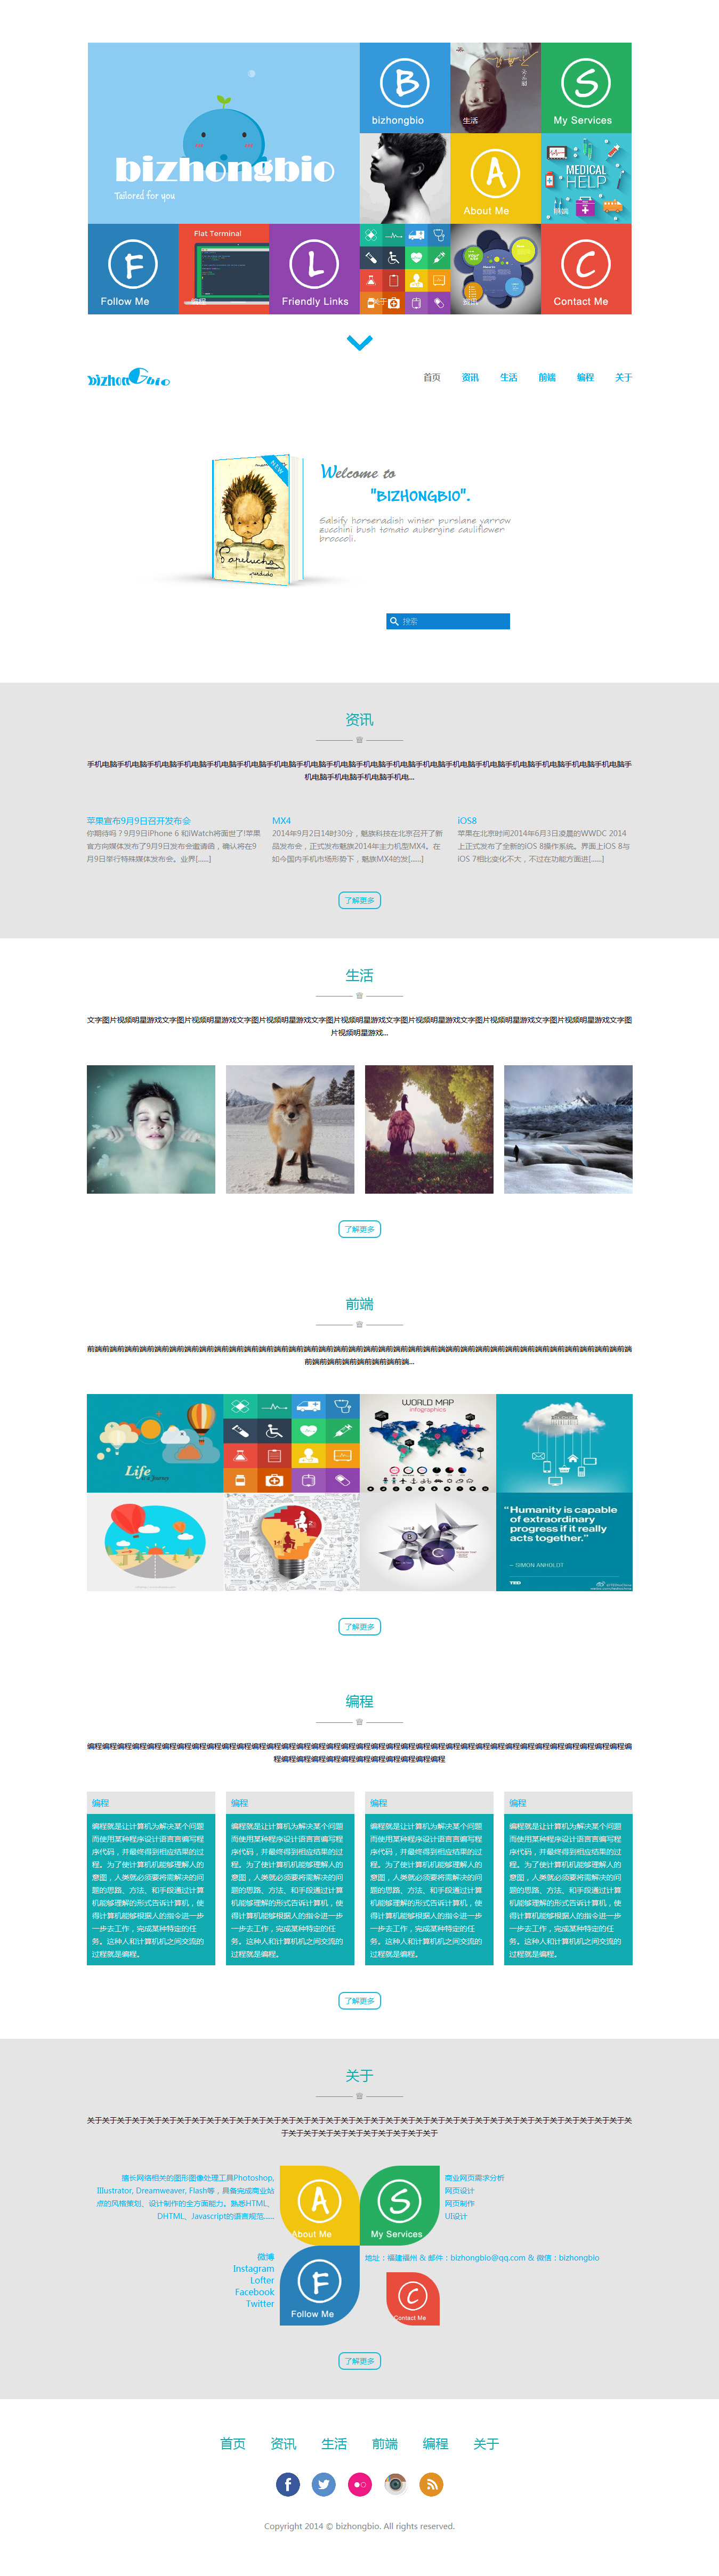 bizhongbio
Tailored for you
B
bizhongbio
生活
S
My Services
A
About Me
MEDICAL
HELP
前端
F
Follow Me
Flat Terminal
编程
L
Friendly Links
关于
资讯
C
Contact Me
bizhongbio
首页 资讯 生活 前端 编程 关于
NEW
Papelucho
perdido
Welcome to
"BIZHONGBIO".
Salsify horseradish winter purslane yarrow
zucchini bush tomato aubergine cauliflower
broccoli.
搜索
资讯
手机电脑手机电脑手机电脑手机电脑手机电脑手机电脑手机电脑手机电脑手机电脑手机电脑手机电脑手机电脑手机电脑手机电脑手机电脑手机电脑手机电脑手机电脑手
机电脑手机电脑手机电脑手机电...
苹果宣布9月9日召开发布会
你期待吗？9月9日iPhone 6 和iWatch将面世了!苹果
官方向媒体发布了9月9日发布会邀请函，确认将在9
月9日举行特殊媒体发布会。业界[......]
MX4
2014年9月2日14时30分，魅族科技在北京召开了新
品发布会，正式发布魅族2014年主力机型MX4。在
如今国内手机市场形势下，魅族MX4的发[......]
iOS8
苹果在北京时间2014年6月3日凌晨的WWDC 2014
上正式发布了全新的iOS 8操作系统。界面上iOS 8与
iOS 7相比变化不大，不过在功能方面进[......]
了解更多
生活
文字图片视频明星游戏文字图片视频明星游戏文字图片视频明星游戏文字图片视频明星游戏文字图片视频明星游戏文字图片视频明星游戏文字图片视频明星游戏文字图
片视频明星游戏...
了解更多
前端
前端前端前端前端前端前端前端前端前端前端前端前端前端前端前端前端前端前端前端前端前端前端前端前端前端前端前端前端前端前端前端前端前端前端前端前端前
端前端前端前端前端前端前端...
Life
WORLD MAP
infographics
A
B
C
"Humanity is capable
of extraordinary
progress if it really
acts together."
— SIMON ANHOLT
TED
了解更多
编程
编程编程编程编程编程编程编程编程编程编程编程编程编程编程编程编程编程编程编程编程编程编程编程编程编程编程编程编程编程编程编程编程编程编程编程编程编
程编程编程编程编程编程编程编程编程编程编程编程
编程
编程就是让计算机为解决某个问题
而使用某种程序设计语言言编写程
序代码，并最终得到相应结果的过
程。为了使计算机机能够理解人的
意图，人类就必须要将需解决的问
题的思路、方法、和手段通过计算
机能够理解的形式告诉计算机，使
得计算机能够根据人的指令进一步
一步去工作，完成某种特定的任
务。这种人和计算机机之间交流的
过程就是编程。
编程
编程就是让计算机为解决某个问题
而使用某种程序设计语言言编写程
序代码，并最终得到相应结果的过
程。为了使计算机机能够理解人的
意图，人类就必须要将需解决的问
题的思路、方法、和手段通过计算
机能够理解的形式告诉计算机，使
得计算机能够根据人的指令进一步
一步去工作，完成某种特定的任
务。这种人和计算机机之间交流的
过程就是编程。
编程
编程就是让计算机为解决某个问题
而使用某种程序设计语言言编写程
序代码，并最终得到相应结果的过
程。为了使计算机机能够理解人的
意图，人类就必须要将需解决的问
题的思路、方法、和手段通过计算
机能够理解的形式告诉计算机，使
得计算机能够根据人的指令进一步
一步去工作，完成某种特定的任
务。这种人和计算机机之间交流的
过程就是编程。
编程
编程就是让计算机为解决某个问题
而使用某种程序设计语言言编写程
序代码，并最终得到相应结果的过
程。为了使计算机机能够理解人的
意图，人类就必须要将需解决的问
题的思路、方法、和手段通过计算
机能够理解的形式告诉计算机，使
得计算机能够根据人的指令进一步
一步去工作，完成某种特定的任
务。这种人和计算机机之间交流的
过程就是编程。
了解更多
关于
关于关于关于关于关于关于关于关于关于关于关于关于关于关于关于关于关于关于关于关于关于关于关于关于关于关于关于关于关于关于关于关于关于关于关于关于关
于关于关于关于关于关于关于关于关于关于关于
擅长网络相关的图形图像处理工具Photoshop,
Illustrator, Dreamweaver, Flash等，具备完成商业站
点的风格策划、设计制作的全方面能力。熟悉HTML、
DHTML、Javascript的语言规范......
A
About Me
S
My Services
商业网页需求分析
网页设计
网页制作
UI设计
微博
Instagram
Lofter
Facebook
Twitter
F
Follow Me
地址：福建福州 & 邮件：bizhongbio@qq.com & 微信：bizhongbio
C
Contact Me
了解更多
首页 资讯 生活 前端 编程 关于
Copyright 2014 © bizhongbio. All rights reserved.